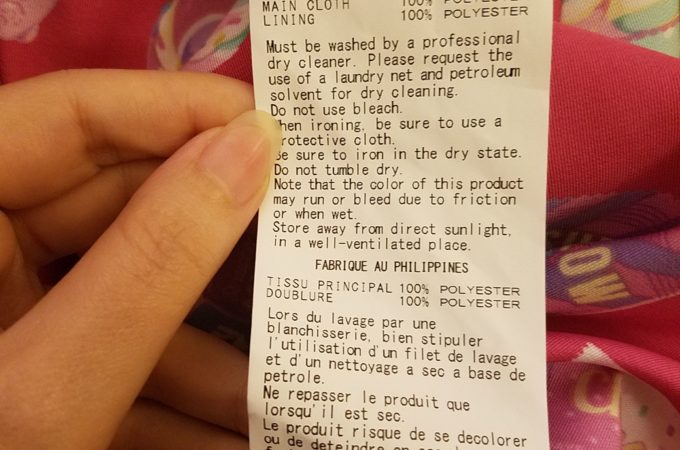 MAIN CLOTH 100% POLYESTER
LINING 100% POLYESTER
Must be washed by a professional
dry cleaner. Please request the
use of a laundry net and petroleum
solvent for dry cleaning.
Do not use bleach.
hen ironing, be sure to use a
rotective cloth.
e sure to iron in the dry state.
Do not tumble dry.
Note that the color of this product
may run or bleed due to friction
or when wet.
Store away from direct sunlight,
in a well-ventilated place.
FABRIQUE AU PHILIPPINES
TISSU PRINCIPAL 100% POLYESTER
DOUBLURE 100% POLYESTER
Lors du lavage par une
blanchisserie, bien stipuler
l'utilisation d'un filet de lavage
et d'un nettoyage a sec a base de
petrole.
Ne repasser le produit que
lorsqu'il est sec.
Le produit risque de se decolorer
ou de deteindre en